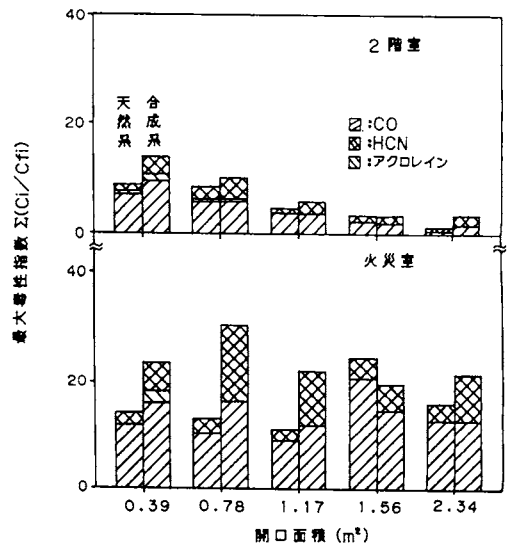 最大毒性指数 Σ(Ci/Cfi)
40
20
0
2階室
天然系
合成系
:CO
:HCN
:アクロレイン
40
20
0
火災室
0.39 0.78 1.17 1.56 2.34
開口面積 (m²)